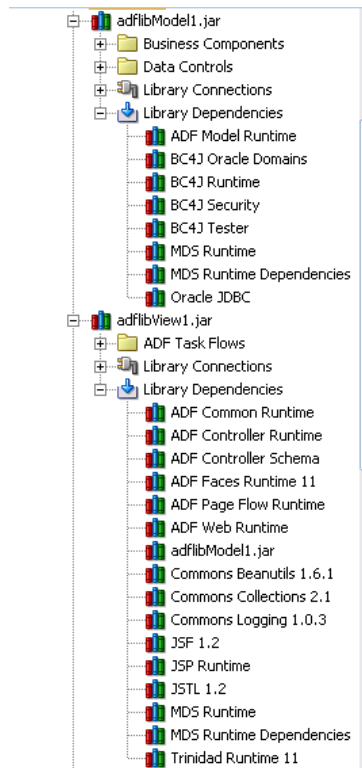 adflibModel1.jar
Business Components
Data Controls
Library Connections
Library Dependencies
ADF Model Runtime
BC4J Oracle Domains
BC4J Runtime
BC4J Security
BC4J Tester
MDS Runtime
MDS Runtime Dependencies
Oracle JDBC
adflibView1.jar
ADF Task Flows
Library Connections
Library Dependencies
ADF Common Runtime
ADF Controller Runtime
ADF Controller Schema
ADF Faces Runtime 11
ADF Page Flow Runtime
ADF Web Runtime
adflibModel1.jar
Commons Beanutils 1.6.1
Commons Collections 2.1
Commons Logging 1.0.3
JSF 1.2
JSP Runtime
JSTL 1.2
MDS Runtime
MDS Runtime Dependencies
Trinidad Runtime 11